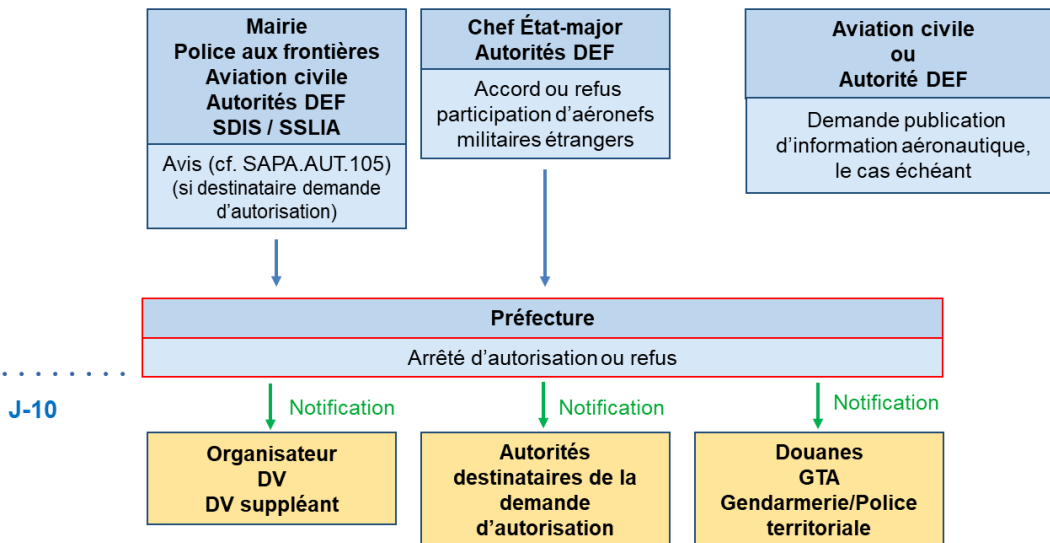 Mairie
Police aux frontières
Aviation civile
Autorités DEF
SDIS / SSLIA
Avis (cf. SAPA.AUT.105)
(si destinataire demande
d'autorisation)
Chef État-major
Autorités DEF
Accord ou refus
participation d'aéronefs
militaires étrangers
Aviation civile
ou
Autorité DEF
Demande publication
d'information aéronautique,
le cas échéant
Préfecture
Arrêté d'autorisation ou refus
J-10
Notification
Notification
Notification
Organisateur
DV
DV suppléant
Autorités
destinataires de la
demande
d'autorisation
Douanes
GTA
Gendarmerie/Police
territoriale